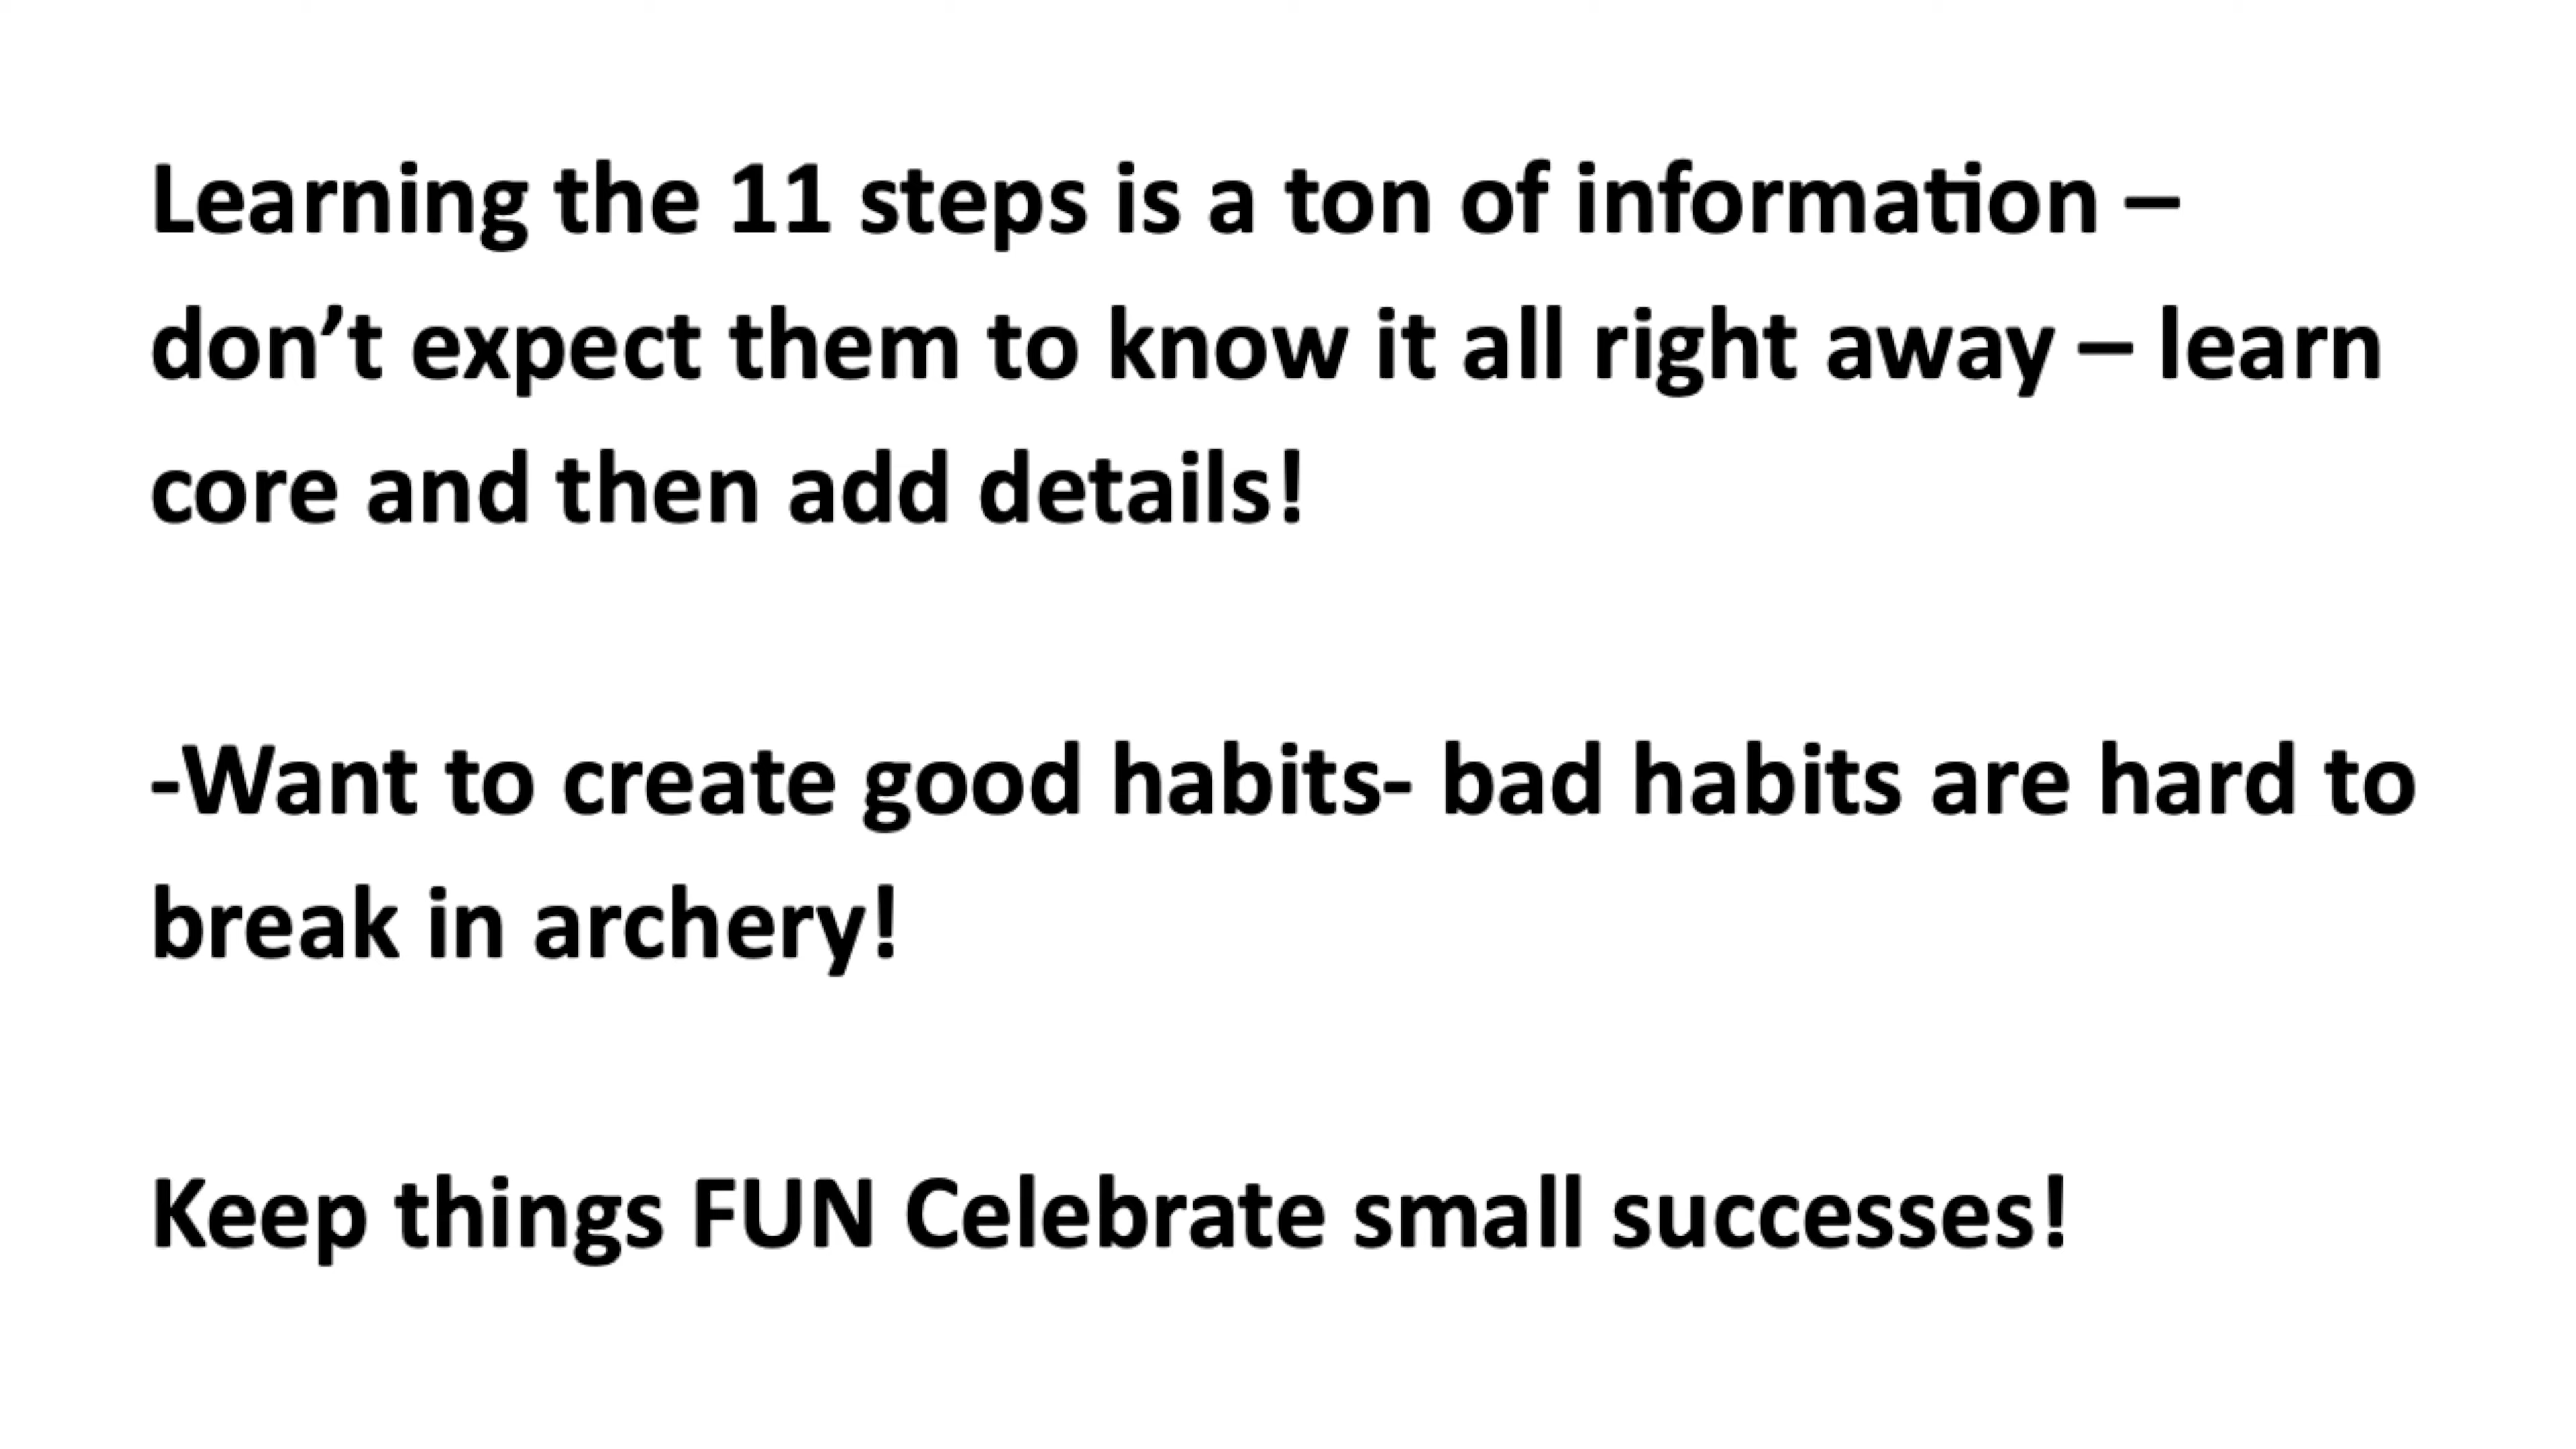 Learning the 11 steps is a ton of information –
don’t expect them to know it all right away – learn
core and then add details!
-Want to create good habits- bad habits are hard to
break in archery!
Keep things FUN Celebrate small successes!